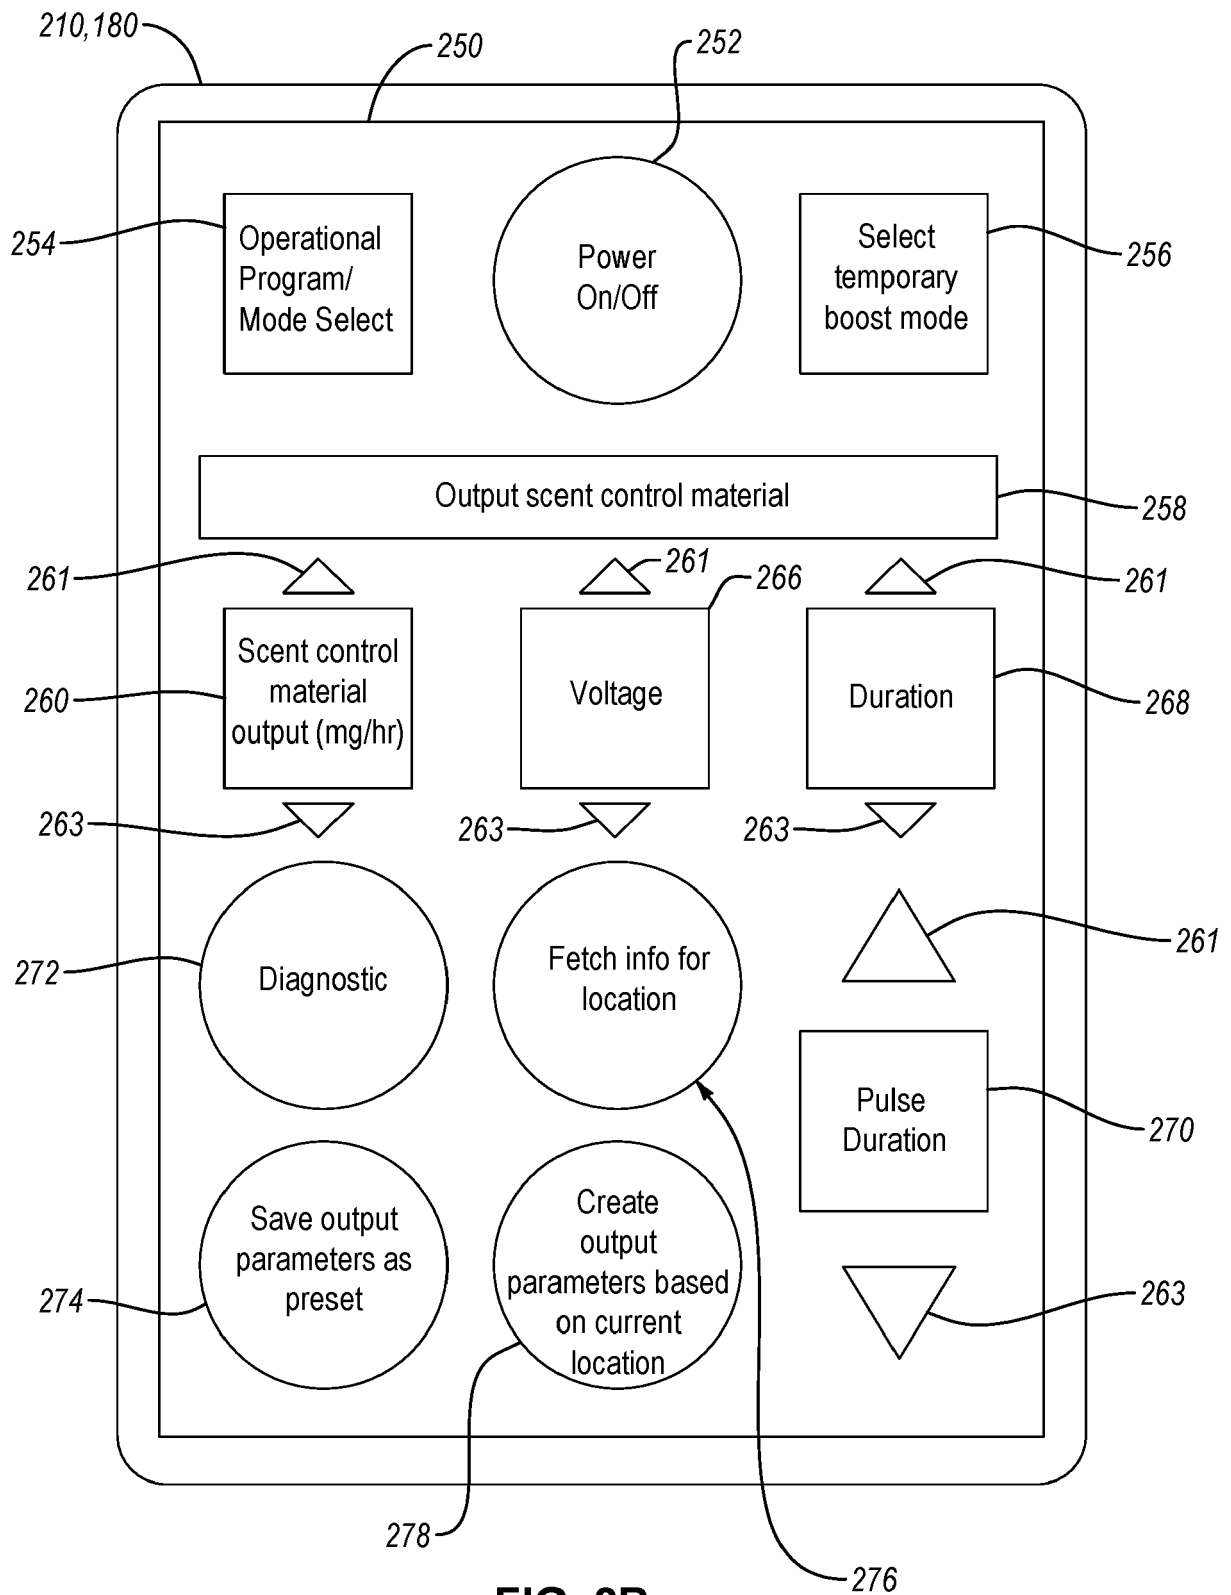 210,180
250
252
254
Operational
Program/
Mode Select
Power
On/Off
Select
temporary
boost mode
256
Output scent control material
258
261
261
266
261
260
Scent control
material
output (mg/hr)
Voltage
Duration
268
263
263
263
272
Diagnostic
Fetch info for
location
261
Pulse
Duration
270
274
Save output
parameters as
preset
Create
output
parameters based
on current
location
263
278
276